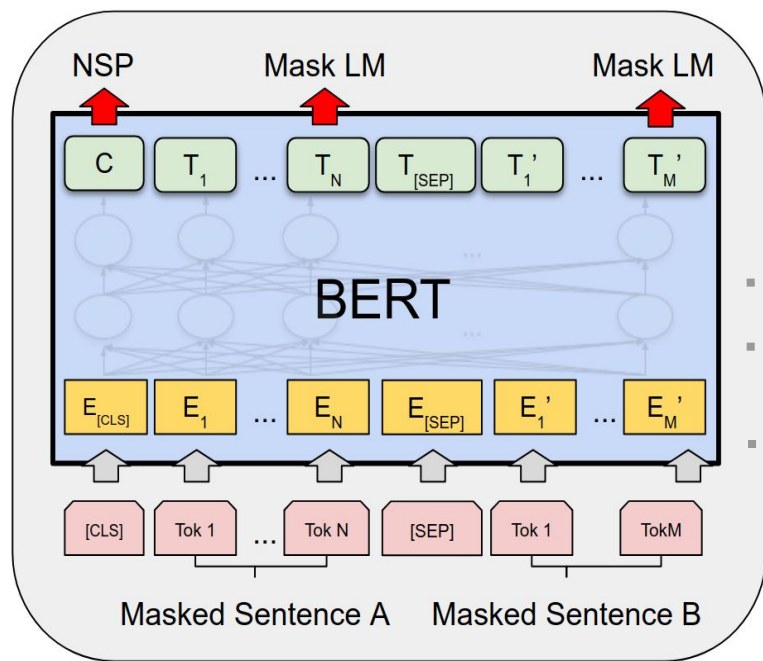 NSP Mask LM Mask LM
C T1 ... TN T[SEP] T1' ... TM'
...
BERT
...
E[CLS] E1 ... EN E[SEP] E1' ... EM'
[CLS] Tok 1 ... Tok N [SEP] Tok 1 TokM
Masked Sentence A Masked Sentence B